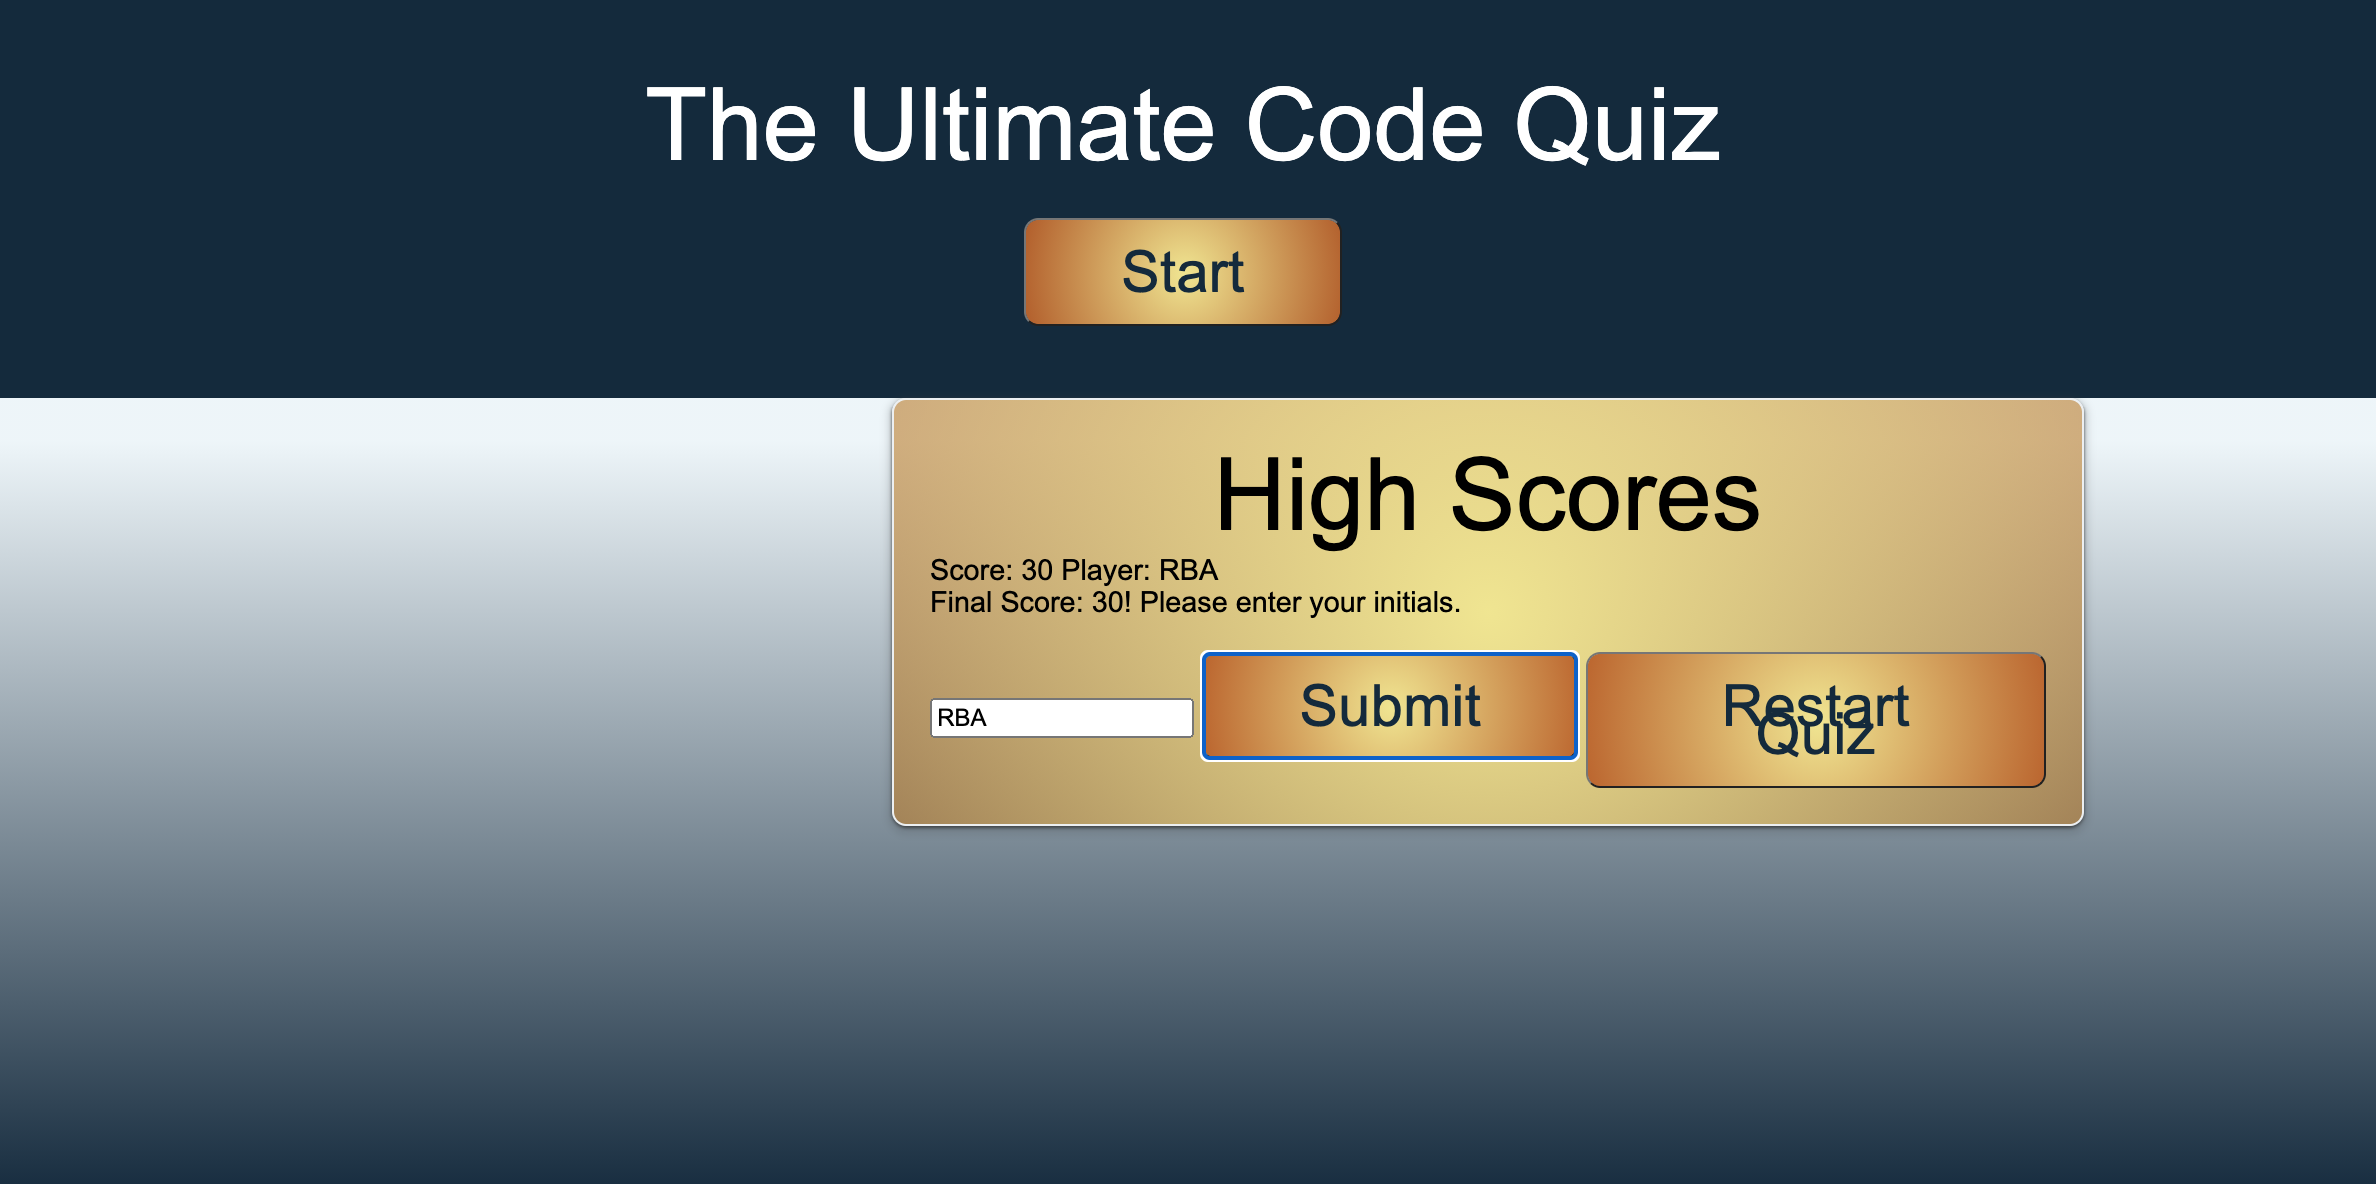 The Ultimate Code Quiz
Start
High Scores
Score: 30 Player: RBA
Final Score: 30! Please enter your initials.
RBA
Submit
Restart
Quiz